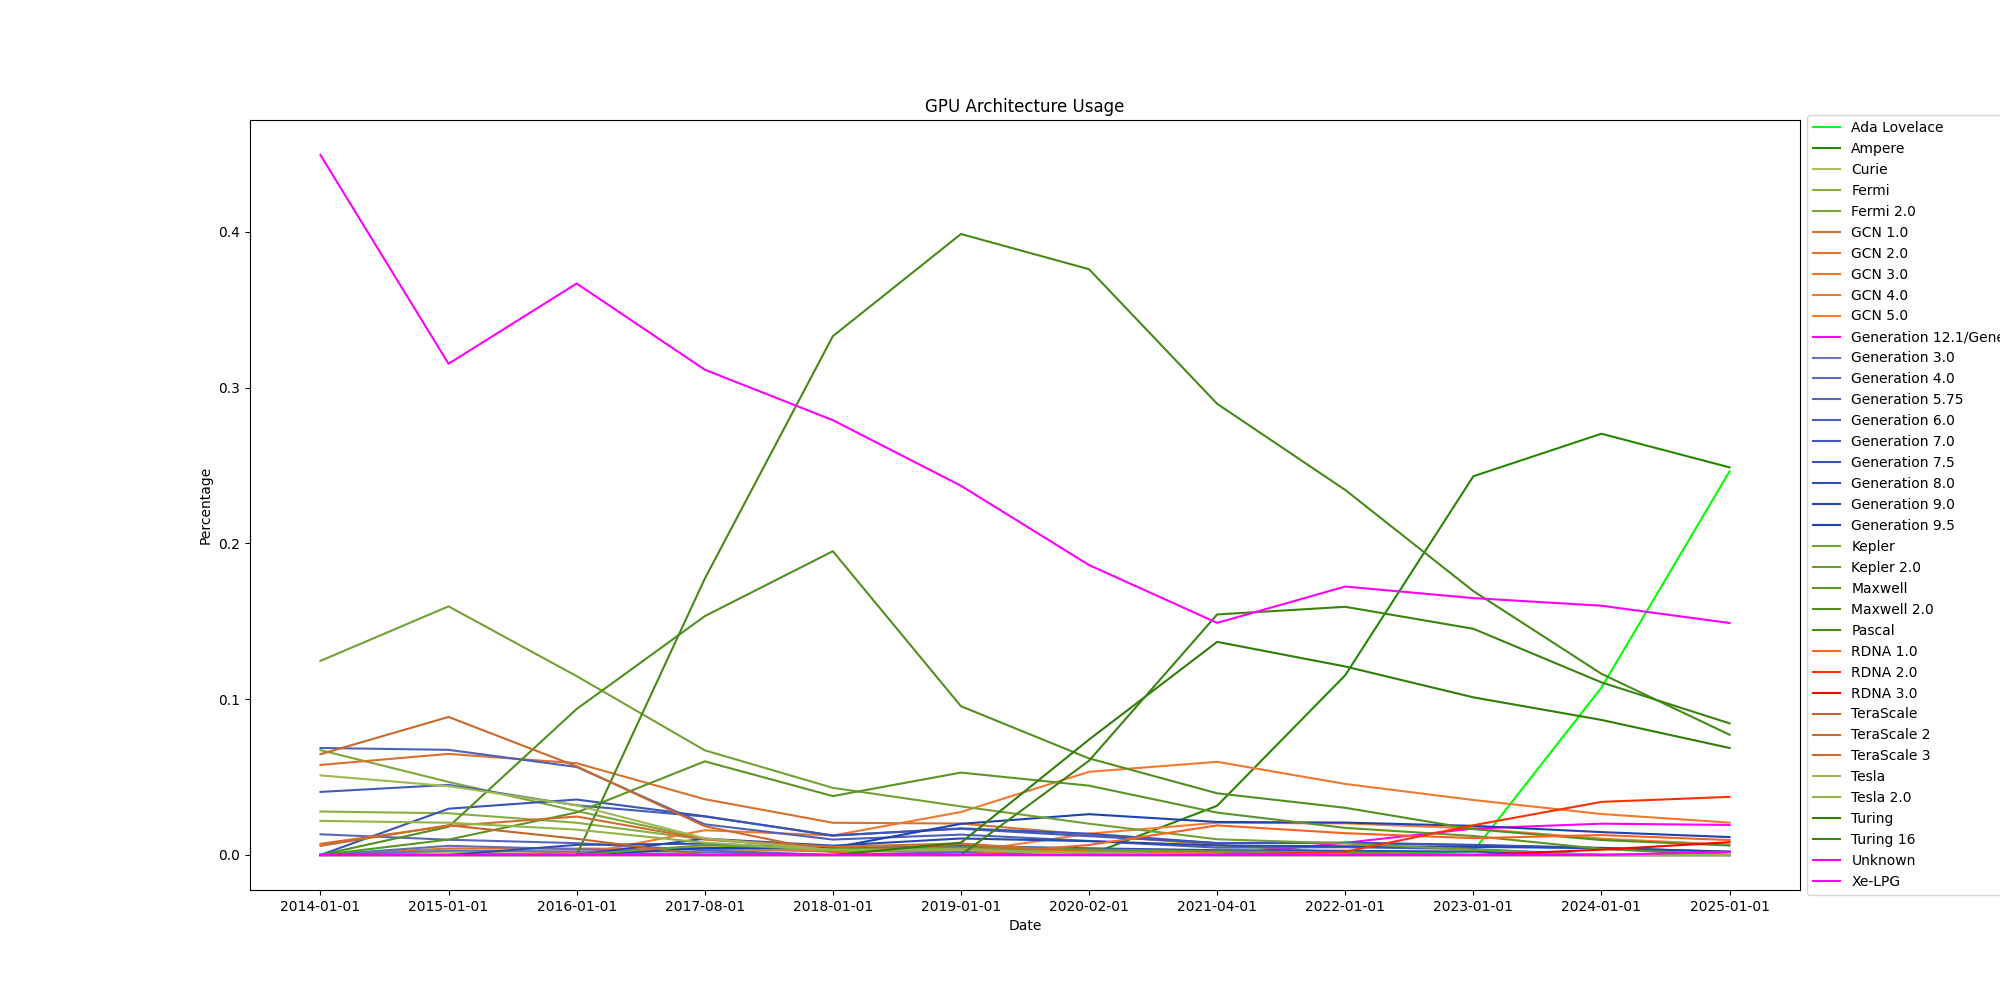 GPU Architecture Usage
Percentage
0.4
0.3
0.2
0.1
0.0
2014-01-01
2015-01-01
2016-01-01
2017-08-01
2018-01-01
2019-01-01
2020-02-01
2021-04-01
2022-01-01
2023-01-01
2024-01-01
2025-01-01
Date
Ada Lovelace
Ampere
Curie
Fermi
Fermi 2.0
GCN 1.0
GCN 2.0
GCN 3.0
GCN 4.0
GCN 5.0
Generation 12.1/Gene
Generation 3.0
Generation 4.0
Generation 5.75
Generation 6.0
Generation 7.0
Generation 7.5
Generation 8.0
Generation 9.0
Generation 9.5
Kepler
Kepler 2.0
Maxwell
Maxwell 2.0
Pascal
RDNA 1.0
RDNA 2.0
RDNA 3.0
TeraScale
TeraScale 2
TeraScale 3
Tesla
Tesla 2.0
Turing
Turing 16
Unknown
Xe-LPG